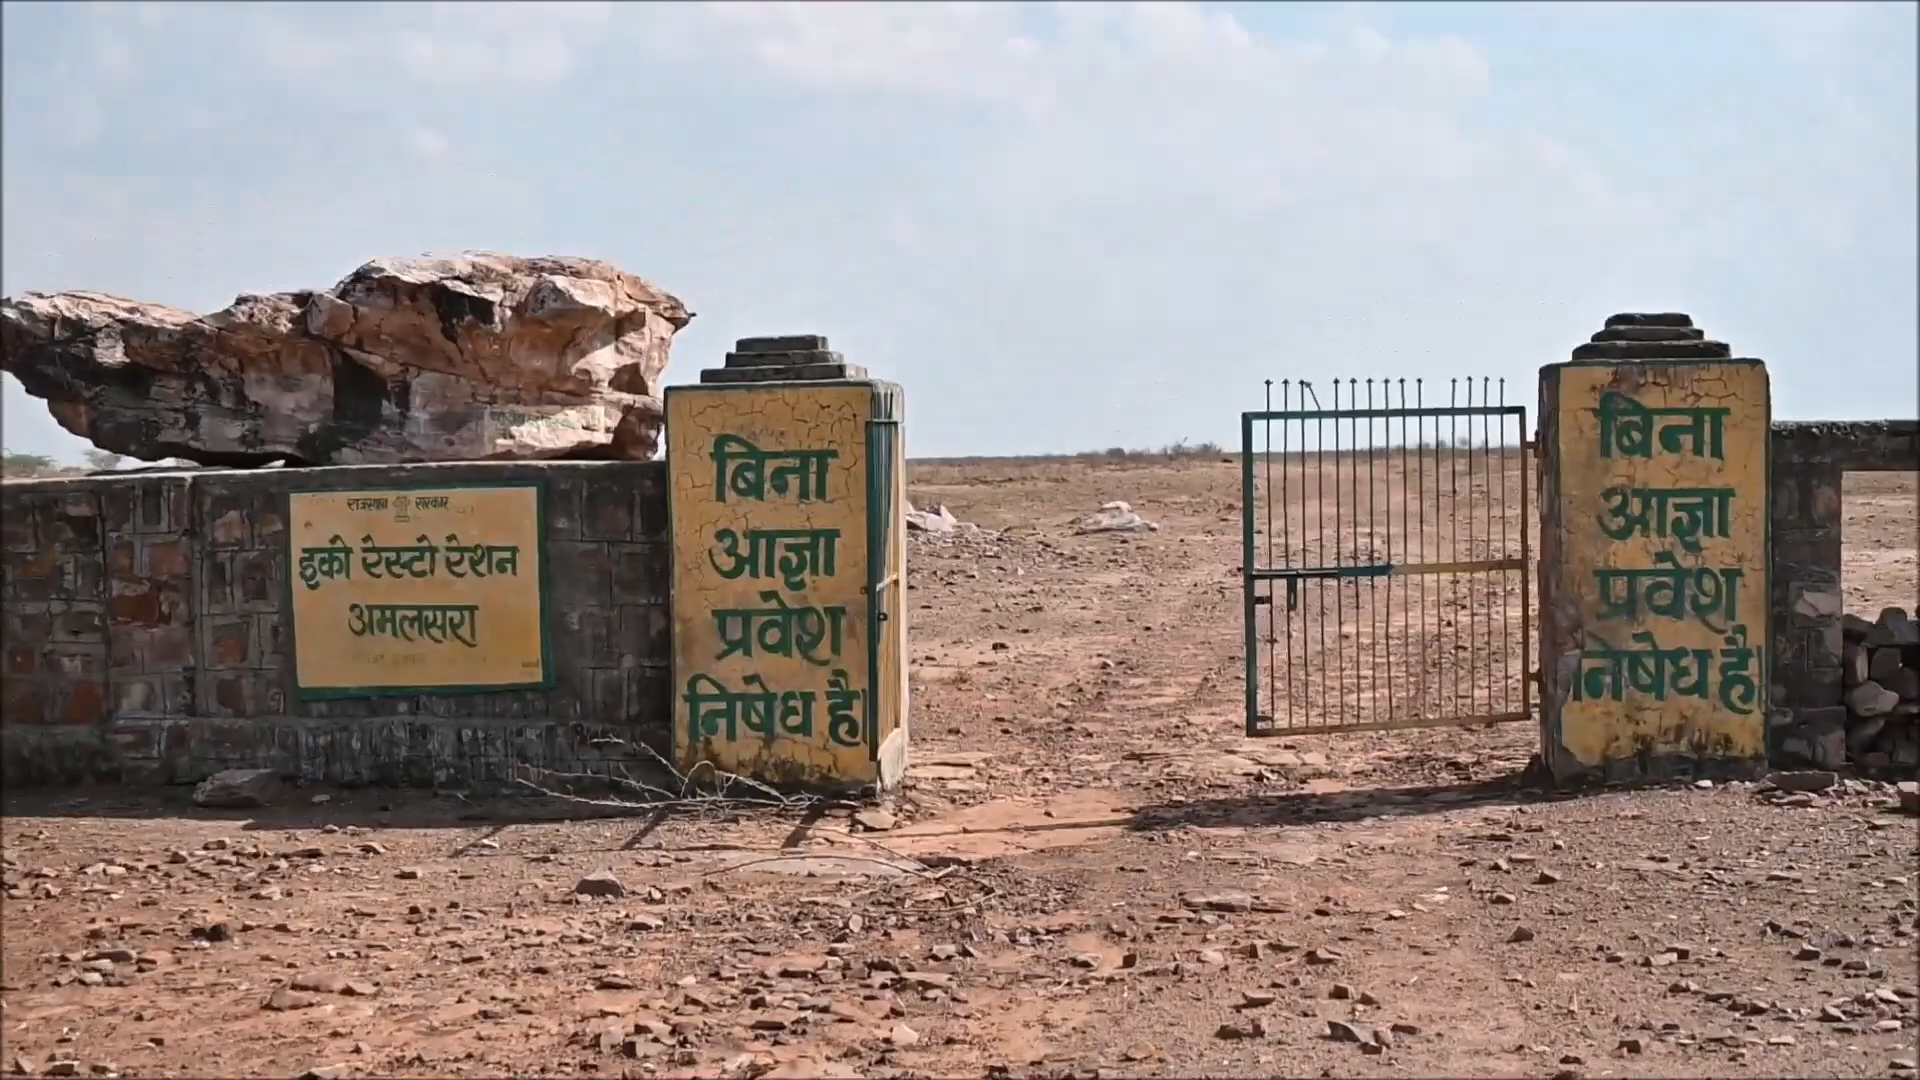 राजस्थान सरकार
इको रेस्टो रेशन
अमलसरा
बिना
आज्ञा
प्रवेश
निषेध है।
बिना
आज्ञा
प्रवेश
निषेध है।